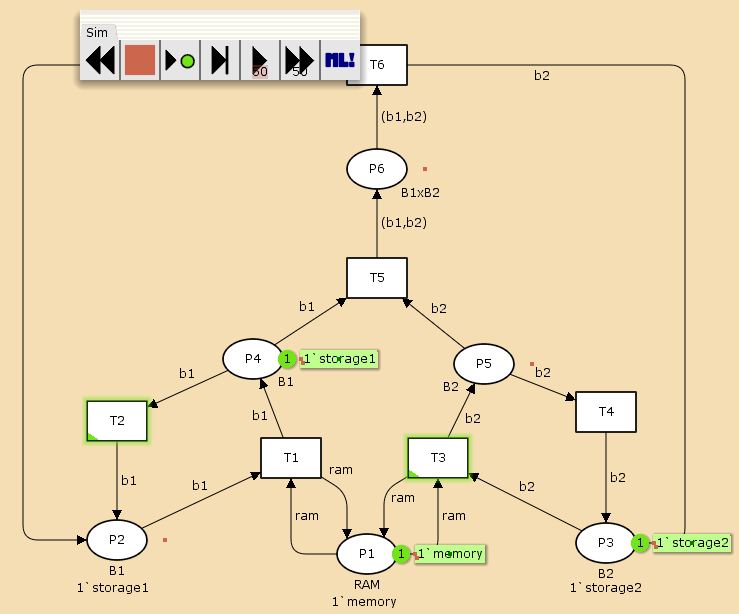 Sim
50 50 ML!
T6
b2
(b1,b2)
P6
B1xB2
(b1,b2)
T5
b1 b2
P4 1 1`storage1
B1
P5
B2
b2
b1
T2
T4
b1
b2
T1
T3
ram
b1
b1
b2
b2
ram
ram
ram
P2
B1
1`storage1
P1 1 1`memory
RAM
1`memory
P3 1 1`storage2
B2
1`storage2